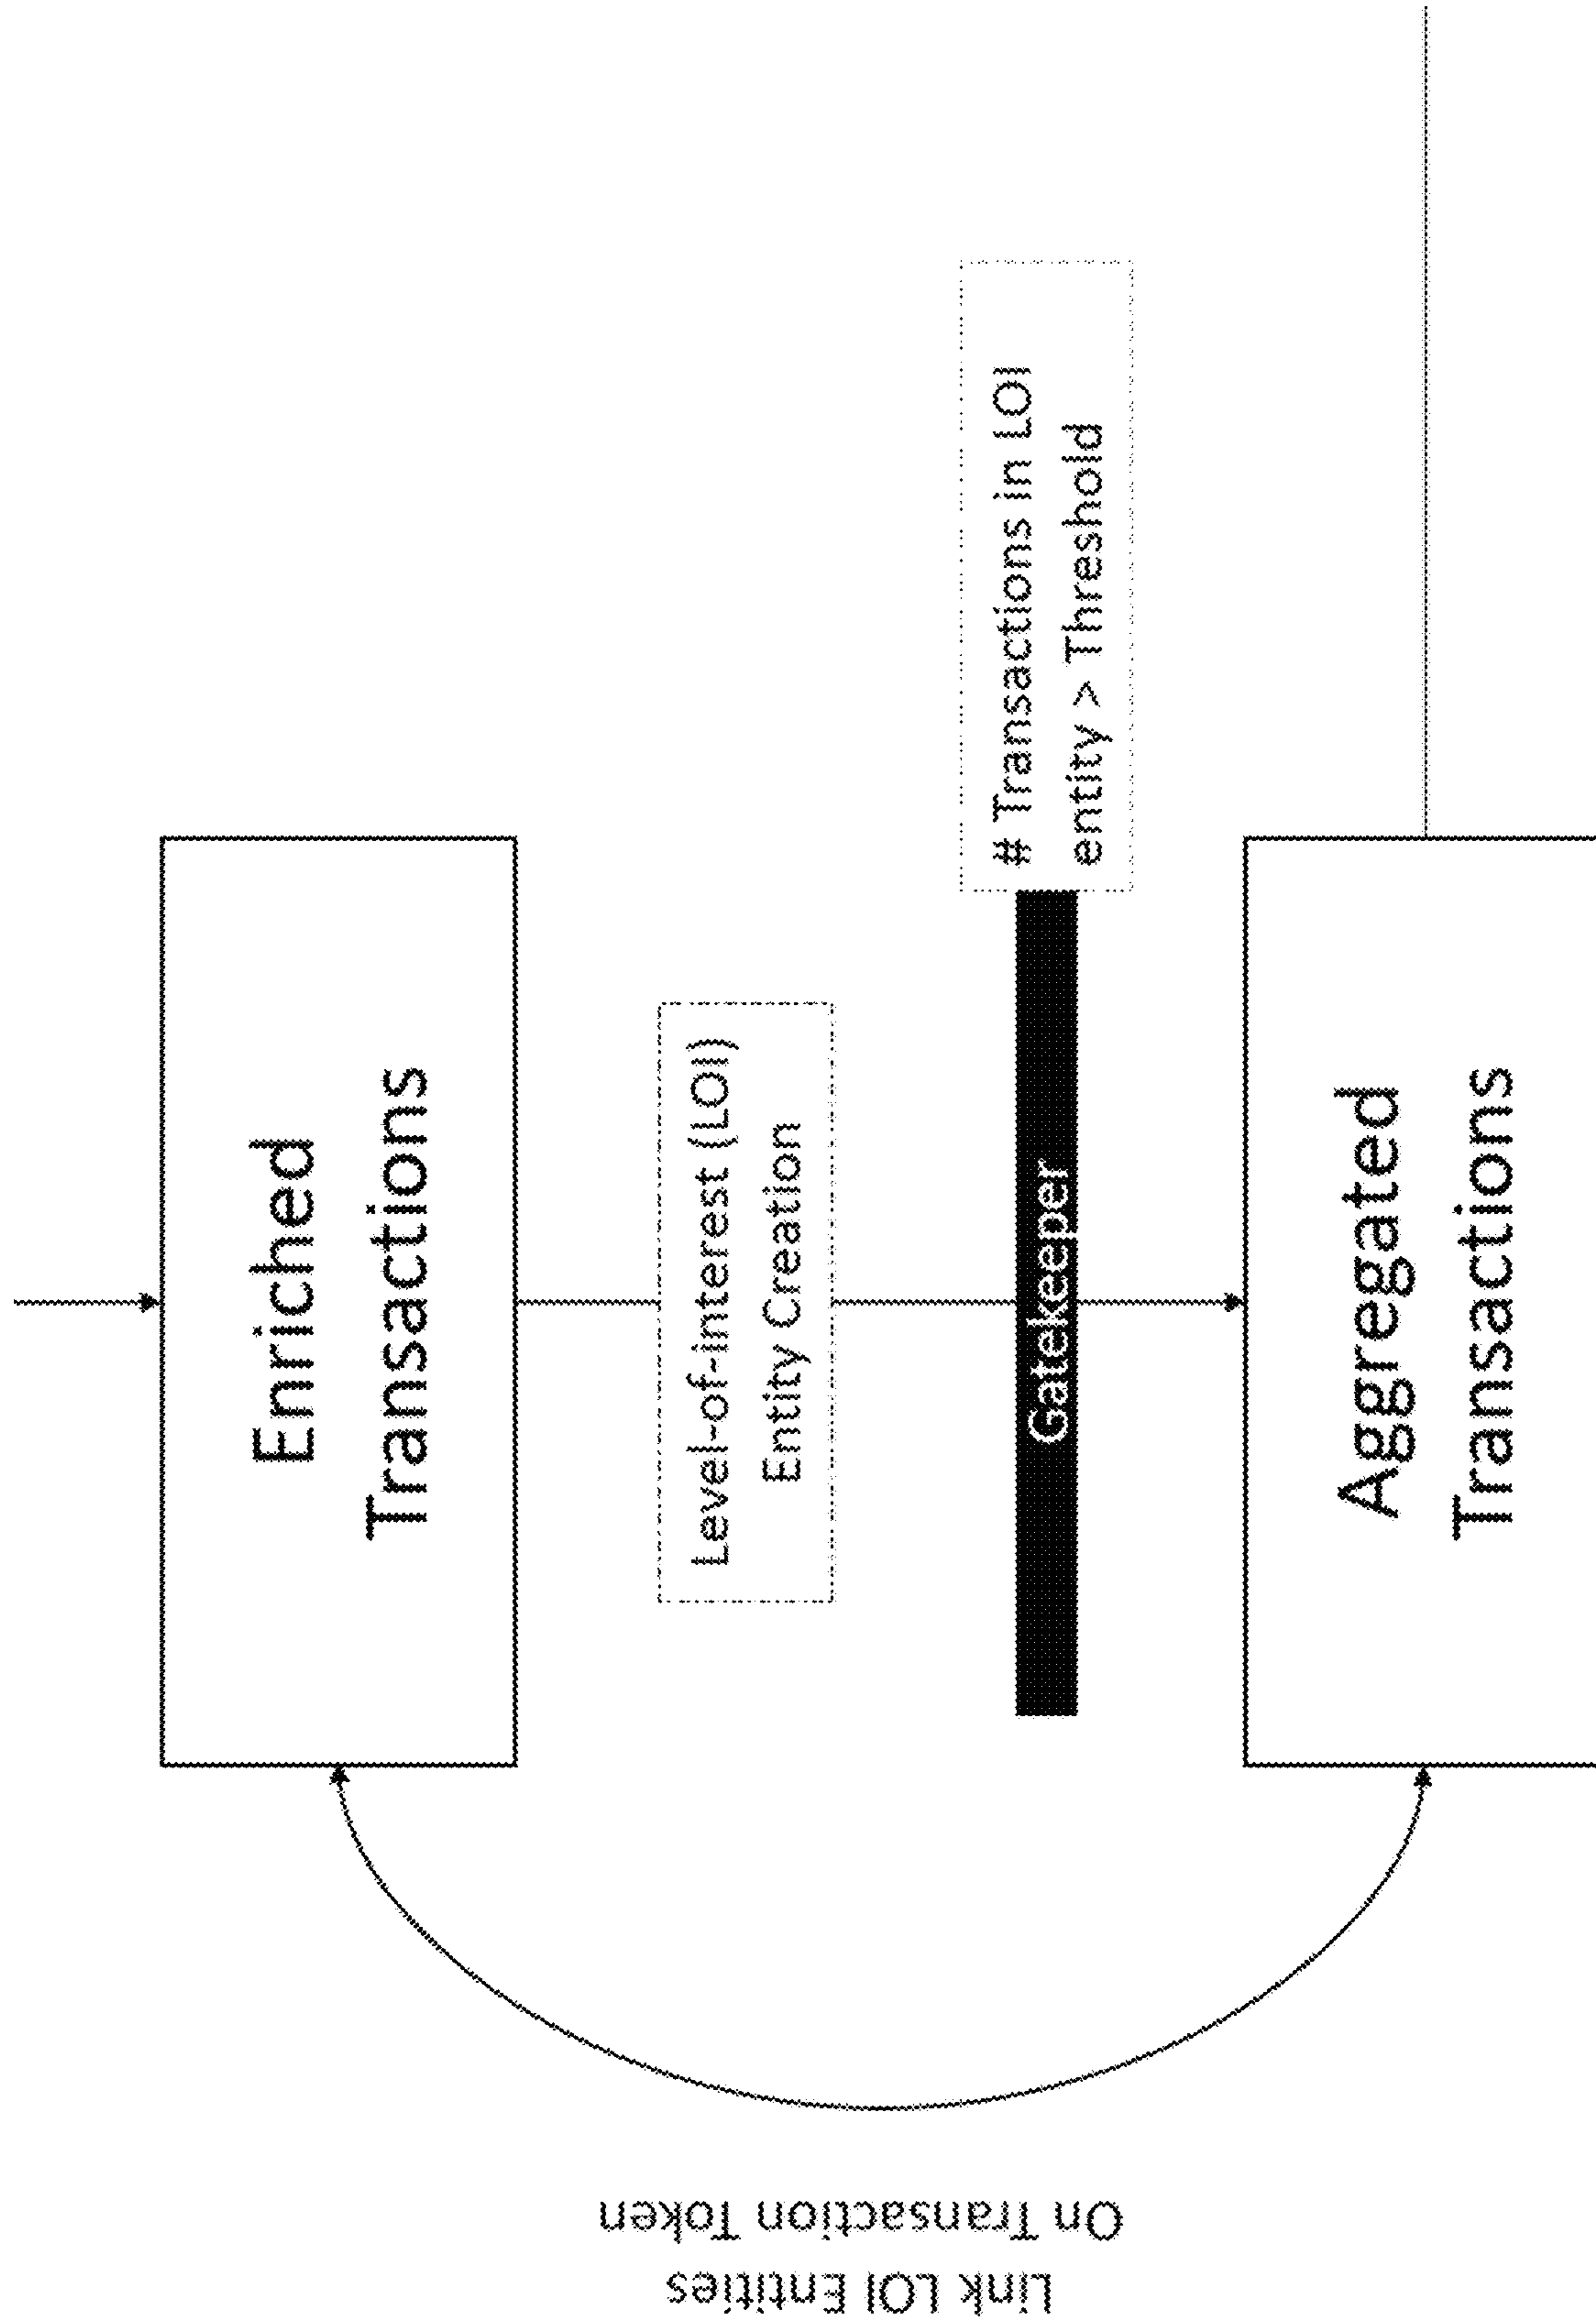 Enriched
Transactions
Level-of-interest (LOI)
Entity Creation
Gatekeeper
# Transactions in LOI
entity > Threshold
Aggregated
Transactions
Link LOI Entities
On Transaction Token